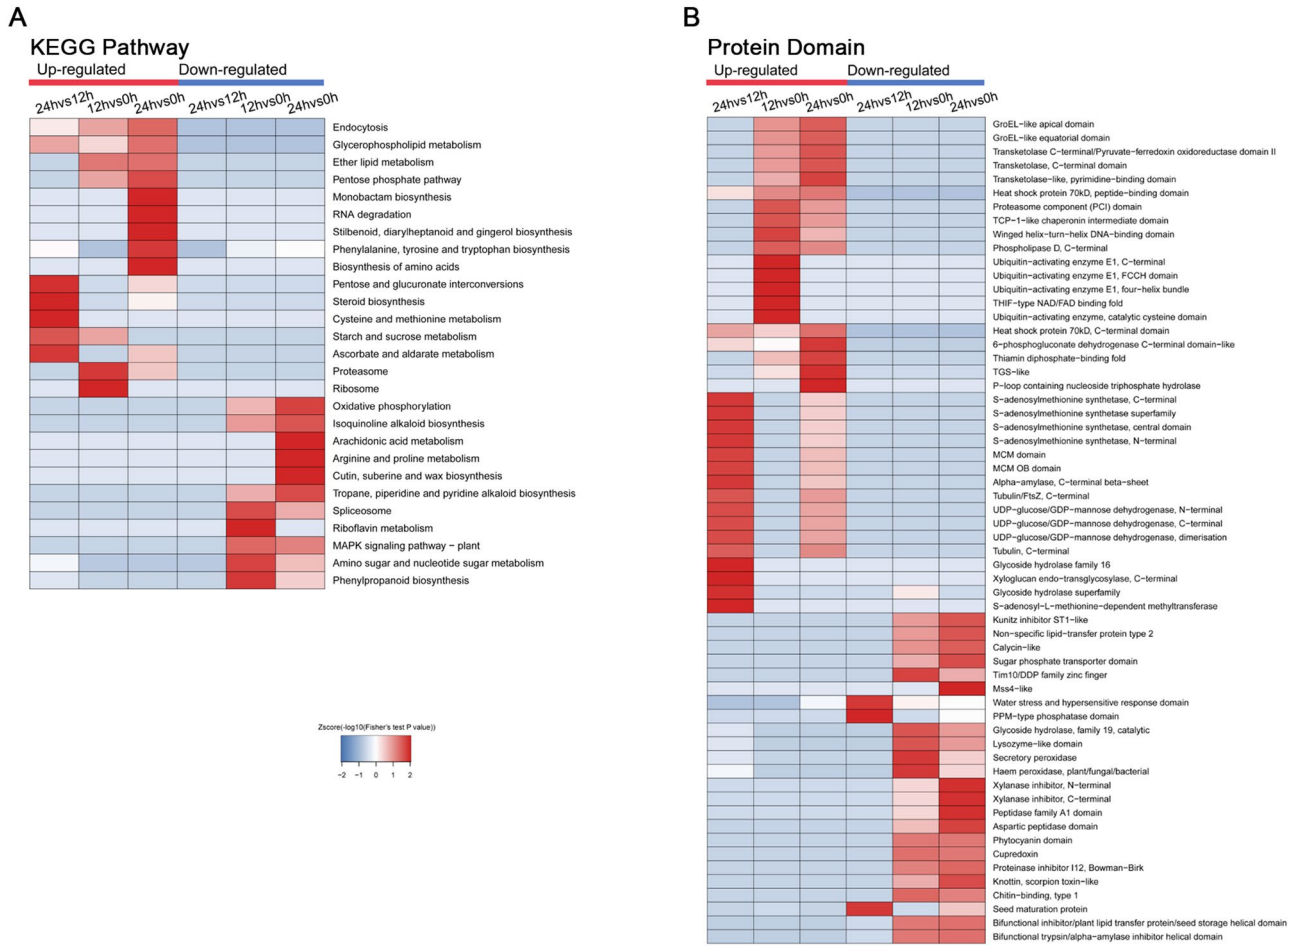 A
KEGG Pathway
Up-regulated Down-regulated
24hvs12h 12hvs0h 24hvs0h 24hvs12h 12hvs0h 24hvs0h
Endocytosis
Glycerophospholipid metabolism
Ether lipid metabolism
Pentose phosphate pathway
Monobactam biosynthesis
RNA degradation
Stilbenoid, diarylheptanoid and gingerol biosynthesis
Phenylalanine, tyrosine and tryptophan biosynthesis
Biosynthesis of amino acids
Pentose and glucuronate interconversions
Steroid biosynthesis
Cysteine and methionine metabolism
Starch and sucrose metabolism
Ascorbate and aldarate metabolism
Proteasome
Ribosome
Oxidative phosphorylation
Isoquinoline alkaloid biosynthesis
Arachidonic acid metabolism
Arginine and proline metabolism
Cutin, suberine and wax biosynthesis
Tropane, piperidine and pyridine alkaloid biosynthesis
Spliceosome
Riboflavin metabolism
MAPK signaling pathway − plant
Amino sugar and nucleotide sugar metabolism
Phenylpropanoid biosynthesis
Zscore(-log10(Fisher's test P value))
−2 −1 0 1 2
B
Protein Domain
Up-regulated Down-regulated
24hvs12h 12hvs0h 24hvs0h 24hvs12h 12hvs0h 24hvs0h
GroEL−like apical domain
GroEL−like equatorial domain
Transketolase C−terminal/Pyruvate−ferredoxin oxidoreductase domain II
Transketolase, C−terminal domain
Transketolase−like, pyrimidine−binding domain
Heat shock protein 70kD, peptide−binding domain
Proteasome component (PCI) domain
TCP−1−like chaperonin intermediate domain
Winged helix−turn−helix DNA−binding domain
Phospholipase D, C−terminal
Ubiquitin−activating enzyme E1, C−terminal
Ubiquitin−activating enzyme E1, FCCH domain
Ubiquitin−activating enzyme E1, four−helix bundle
THIF−type NAD/FAD binding fold
Ubiquitin−activating enzyme, catalytic cysteine domain
Heat shock protein 70kD, C−terminal domain
6−phosphogluconate dehydrogenase C−terminal domain−like
Thiamin diphosphate−binding fold
TGS−like
P−loop containing nucleoside triphosphate hydrolase
S−adenosylmethionine synthetase, C−terminal
S−adenosylmethionine synthetase superfamily
S−adenosylmethionine synthetase, central domain
S−adenosylmethionine synthetase, N−terminal
MCM domain
MCM OB domain
Alpha−amylase, C−terminal beta−sheet
Tubulin/FtsZ, C−terminal
UDP−glucose/GDP−mannose dehydrogenase, N−terminal
UDP−glucose/GDP−mannose dehydrogenase, C−terminal
UDP−glucose/GDP−mannose dehydrogenase, dimerisation
Tubulin, C−terminal
Glycoside hydrolase family 16
Xyloglucan endo−transglycosylase, C−terminal
Glycoside hydrolase superfamily
S−adenosyl−L−methionine−dependent methyltransferase
Kunitz inhibitor ST1−like
Non−specific lipid−transfer protein type 2
Calycin−like
Sugar phosphate transporter domain
Tim10/DDP family zinc finger
Mss4−like
Water stress and hypersensitive response domain
PPM−type phosphatase domain
Glycoside hydrolase, family 19, catalytic
Lysozyme−like domain
Secretory peroxidase
Haem peroxidase, plant/fungal/bacterial
Xylanase inhibitor, N−terminal
Xylanase inhibitor, C−terminal
Peptidase family A1 domain
Aspartic peptidase domain
Phytocyanin domain
Cupredoxin
Proteinase inhibitor I12, Bowman−Birk
Knottin, scorpion toxin−like
Chitin−binding, type 1
Seed maturation protein
Bifunctional inhibitor/plant lipid transfer protein/seed storage helical domain
Bifunctional trypsin/alpha−amylase inhibitor helical domain